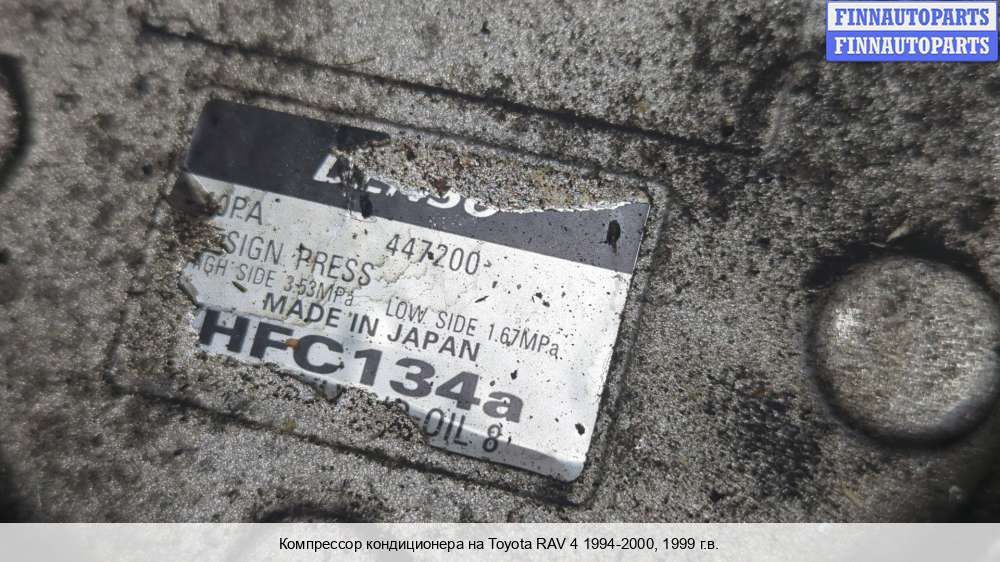 FINNAUTOPARTS
FINNAUTOPARTS
447200
SIGN PRESS
HIGH SIDE 3.53MPa LOW SIDE 1.67MPa
MADE IN JAPAN
HFC134a
OIL 8
Компрессор кондиционера на Toyota RAV 4 1994-2000, 1999 г.в.